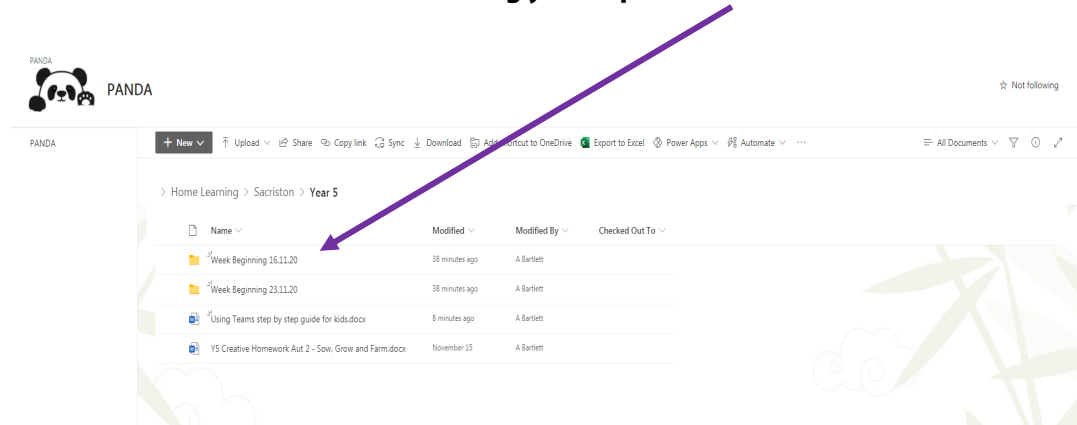 PANDA
PANDA
Not following
PANDA
New Upload Share Copy link Sync Download Add shortcut to OneDrive Export to Excel Power Apps Automate ... All Documents
> Home Learning > Sacriston > Year 5
Name Modified Modified By Checked Out To
Week Beginning 16.11.20 38 minutes ago A Bartlett
Week Beginning 23.11.20 38 minutes ago A Bartlett
Using Teams step by step guide for kids.docx 8 minutes ago A Bartlett
Y5 Creative Homework Aut 2 - Sow, Grow and Farm.docx November 15 A Bartlett